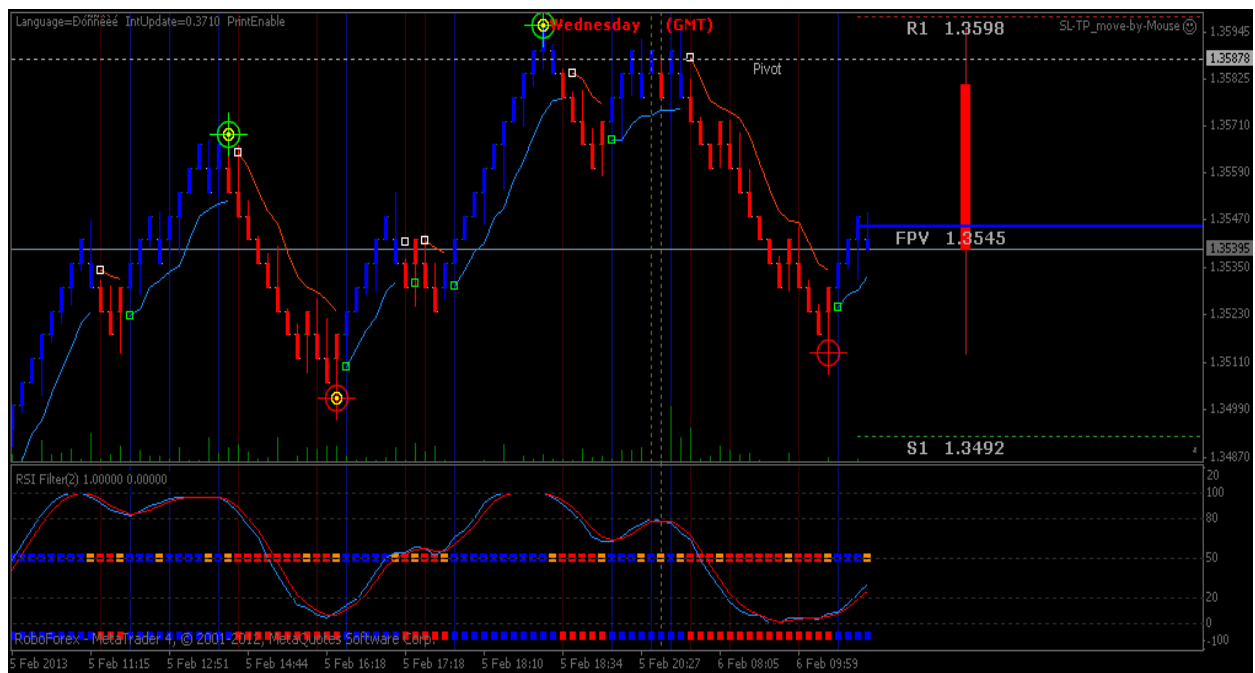 Language=Ðóññêèé IntUpdate=0.3710 PrintEnable
Wednesday (GMT)
R1 1.3598
SL-TP_move-by-Mouse
1.35945
1.35878
Pivot
1.35825
1.35710
1.35590
1.35470
FPV 1.3545
1.35395
1.35350
1.35230
1.35110
1.34990
S1 1.3492
1.34870
RSI Filter(2) 1.00000 0.00000
20
100
80
50
20
0
-100
RoboForex - MetaTrader 4, © 2001-2012, MetaQuotes Software Corp.
5 Feb 2013 5 Feb 11:15 5 Feb 12:51 5 Feb 14:44 5 Feb 16:18 5 Feb 17:18 5 Feb 18:10 5 Feb 18:34 5 Feb 20:27 6 Feb 08:05 6 Feb 09:59